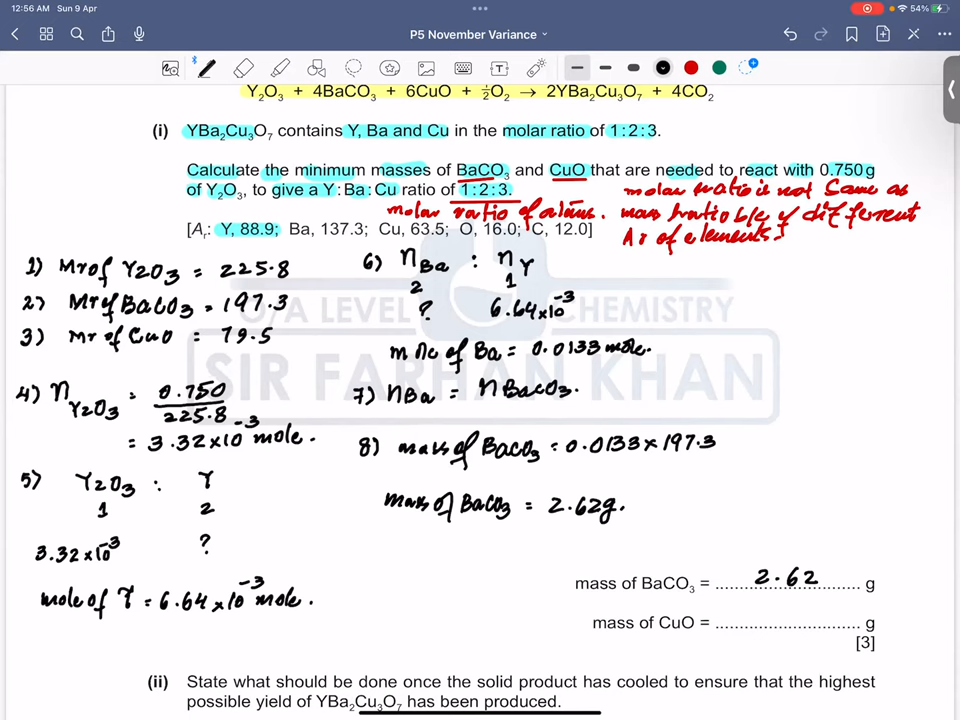 12:56 AM Sun 9 Apr
54%
P5 November Variance
Y₂O₃ + 4BaCO₃ + 6CuO + ½O₂ → 2YBa₂Cu₃O₇ + 4CO₂
(i) YBa₂Cu₃O₇ contains Y, Ba and Cu in the molar ratio of 1:2:3.
Calculate the minimum masses of BaCO₃ and CuO that are needed to react with 0.750 g
of Y₂O₃, to give a Y:Ba:Cu ratio of 1:2:3.
molar ratio of atoms.
molar ratio is not same as
mass ratio b/c of different
Ar of elements.
[Aᵣ: Y, 88.9; Ba, 137.3; Cu, 63.5; O, 16.0; C, 12.0]
1) Mr of Y2O3 = 225.8
2) Mr of BaCO3 = 197.3
3) Mr of CuO = 79.5
4) n Y2O3 = 0.750
225.8
= 3.32×10⁻³ mole.
5) Y2O3 : Y
1 2
3.32×10⁻³ ?
mole of Y = 6.64×10⁻³ mole.
6) nBa : nY
2 1
? 6.64×10⁻³
mole of Ba = 0.0133 mole.
7) nBa = nBaCO3.
8) mass of BaCO3 = 0.0133×197.3
mass of BaCO3 = 2.62g.
O/A LEVEL CHEMISTRY
SIR FARHAN KHAN
mass of BaCO₃ = ...2.62... g
mass of CuO = .............................. g
[3]
(ii) State what should be done once the solid product has cooled to ensure that the highest
possible yield of YBa₂Cu₃O₇ has been produced.